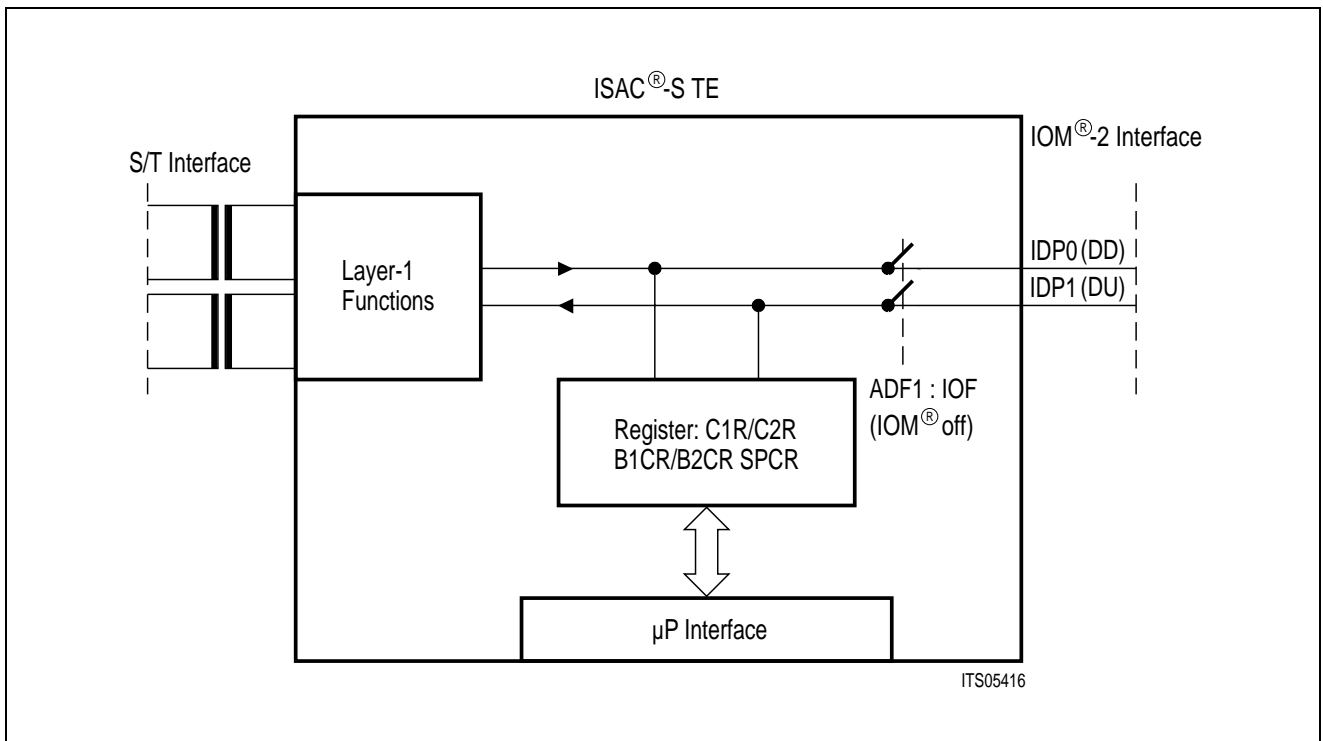 ISAC®-S TE
IOM®-2 Interface
S/T Interface
IDP0 (DD)
IDP1 (DU)
Layer-1
Functions
ADF1 : IOF
(IOM® off)
Register: C1R/C2R
B1CR/B2CR SPCR
µP Interface
ITS05416